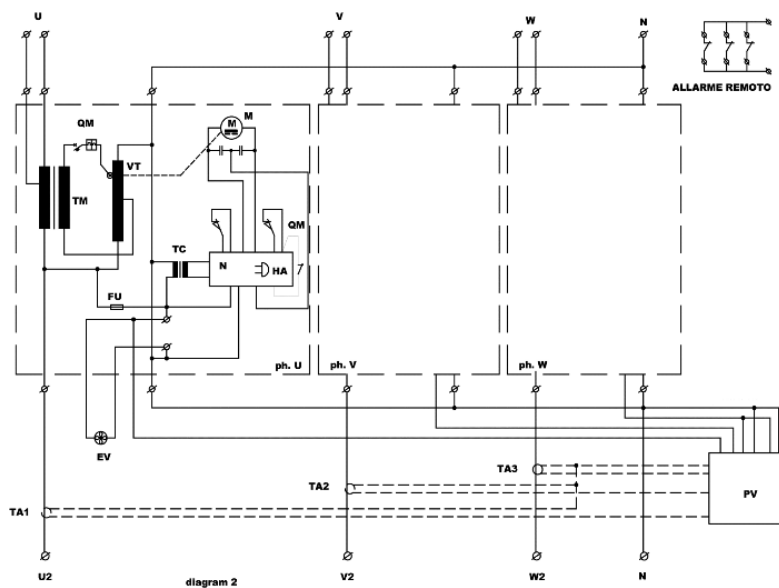 U
V
W
N
ALLARME REMOTO
QM
M
M
VT
TM
QM
TC
N
HA
FU
ph. U
ph. V
ph. W
EV
TA3
TA2
PV
TA1
U2
V2
W2
N
diagram 2